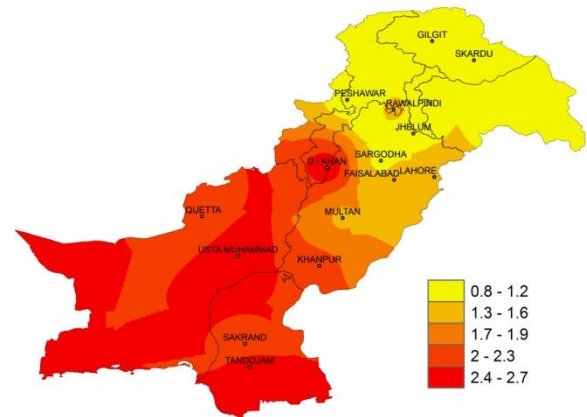 GILGIT
SKARDU
PESHAWAR
RAWALPINDI
JHELUM
SARGODHA
D I KHAN
FAISALABAD
LAHORE
QUETTA
MULTAN
USTA MUHAMMAD
KHANPUR
SAKRAND
TANDOJAM
0.8 - 1.2
1.3 - 1.6
1.7 - 1.9
2 - 2.3
2.4 - 2.7